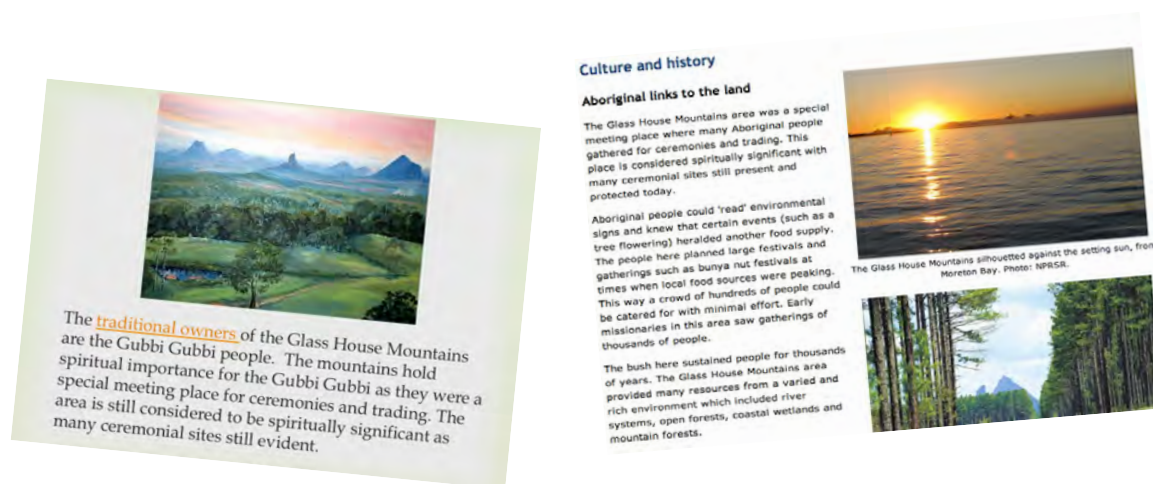 The traditional owners of the Glass House Mountains
are the Gubbi Gubbi people.  The mountains hold
spiritual importance for the Gubbi Gubbi as they were a
special meeting place for ceremonies and trading. The
area is still considered to be spiritually significant as
many ceremonial sites still evident.
Culture and history
Aboriginal links to the land
The Glass House Mountains area was a special
meeting place where many Aboriginal people
gathered for ceremonies and trading. This
place is considered spiritually significant with
many ceremonial sites still present and
protected today.
Aboriginal people could 'read' environmental
signs and knew that certain events (such as a
tree flowering) heralded another food supply.
The people here planned large festivals and
gatherings such as bunya nut festivals at
times when local food sources were peaking.
This way a crowd of hundreds of people could
be catered for with minimal effort. Early
missionaries in this area saw gatherings of
thousands of people.
The bush here sustained people for thousands
of years. The Glass House Mountains area
provided many resources from a varied and
rich environment which included river
systems, open forests, coastal wetlands and
mountain forests.
The Glass House Mountains silhouetted against the setting sun, from
Moreton Bay. Photo: NPRSR.